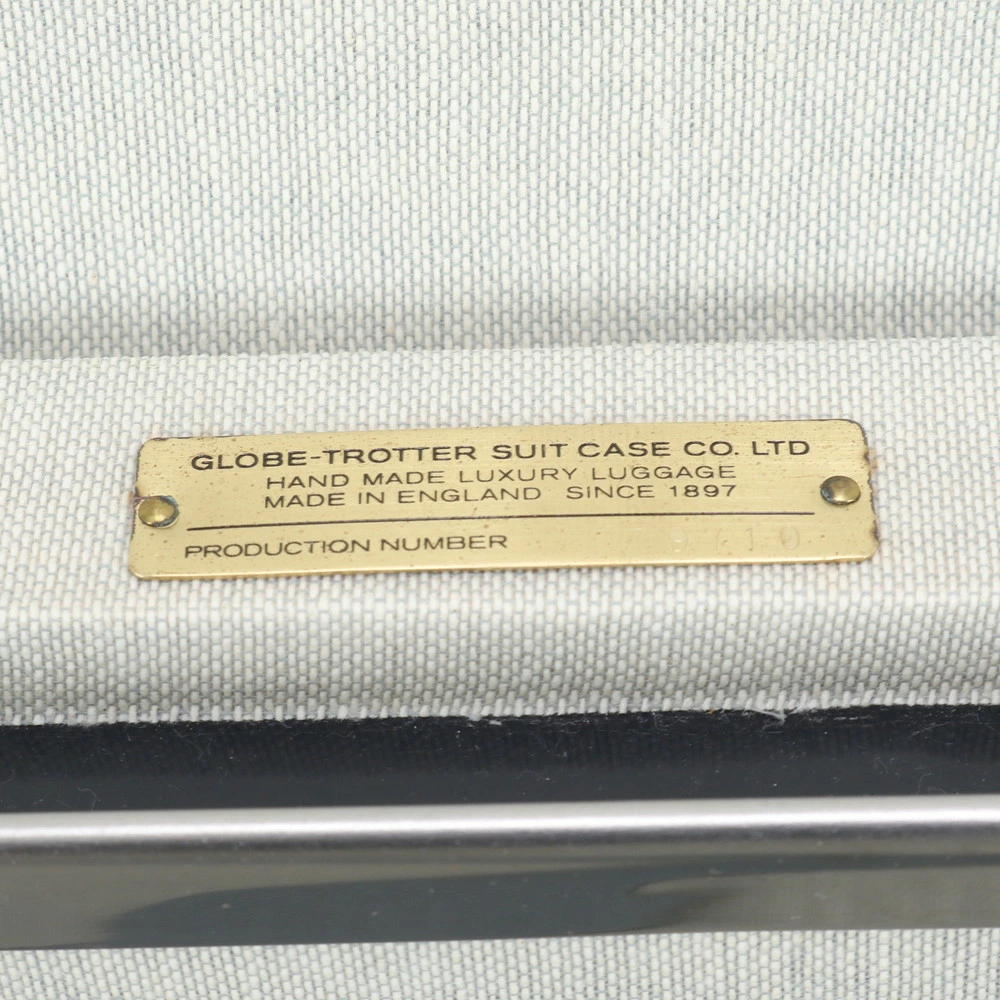 GLOBE-TROTTER SUIT CASE CO. LTD
HAND MADE LUXURY LUGGAGE
MADE IN ENGLAND SINCE 1897
PRODUCTION NUMBER